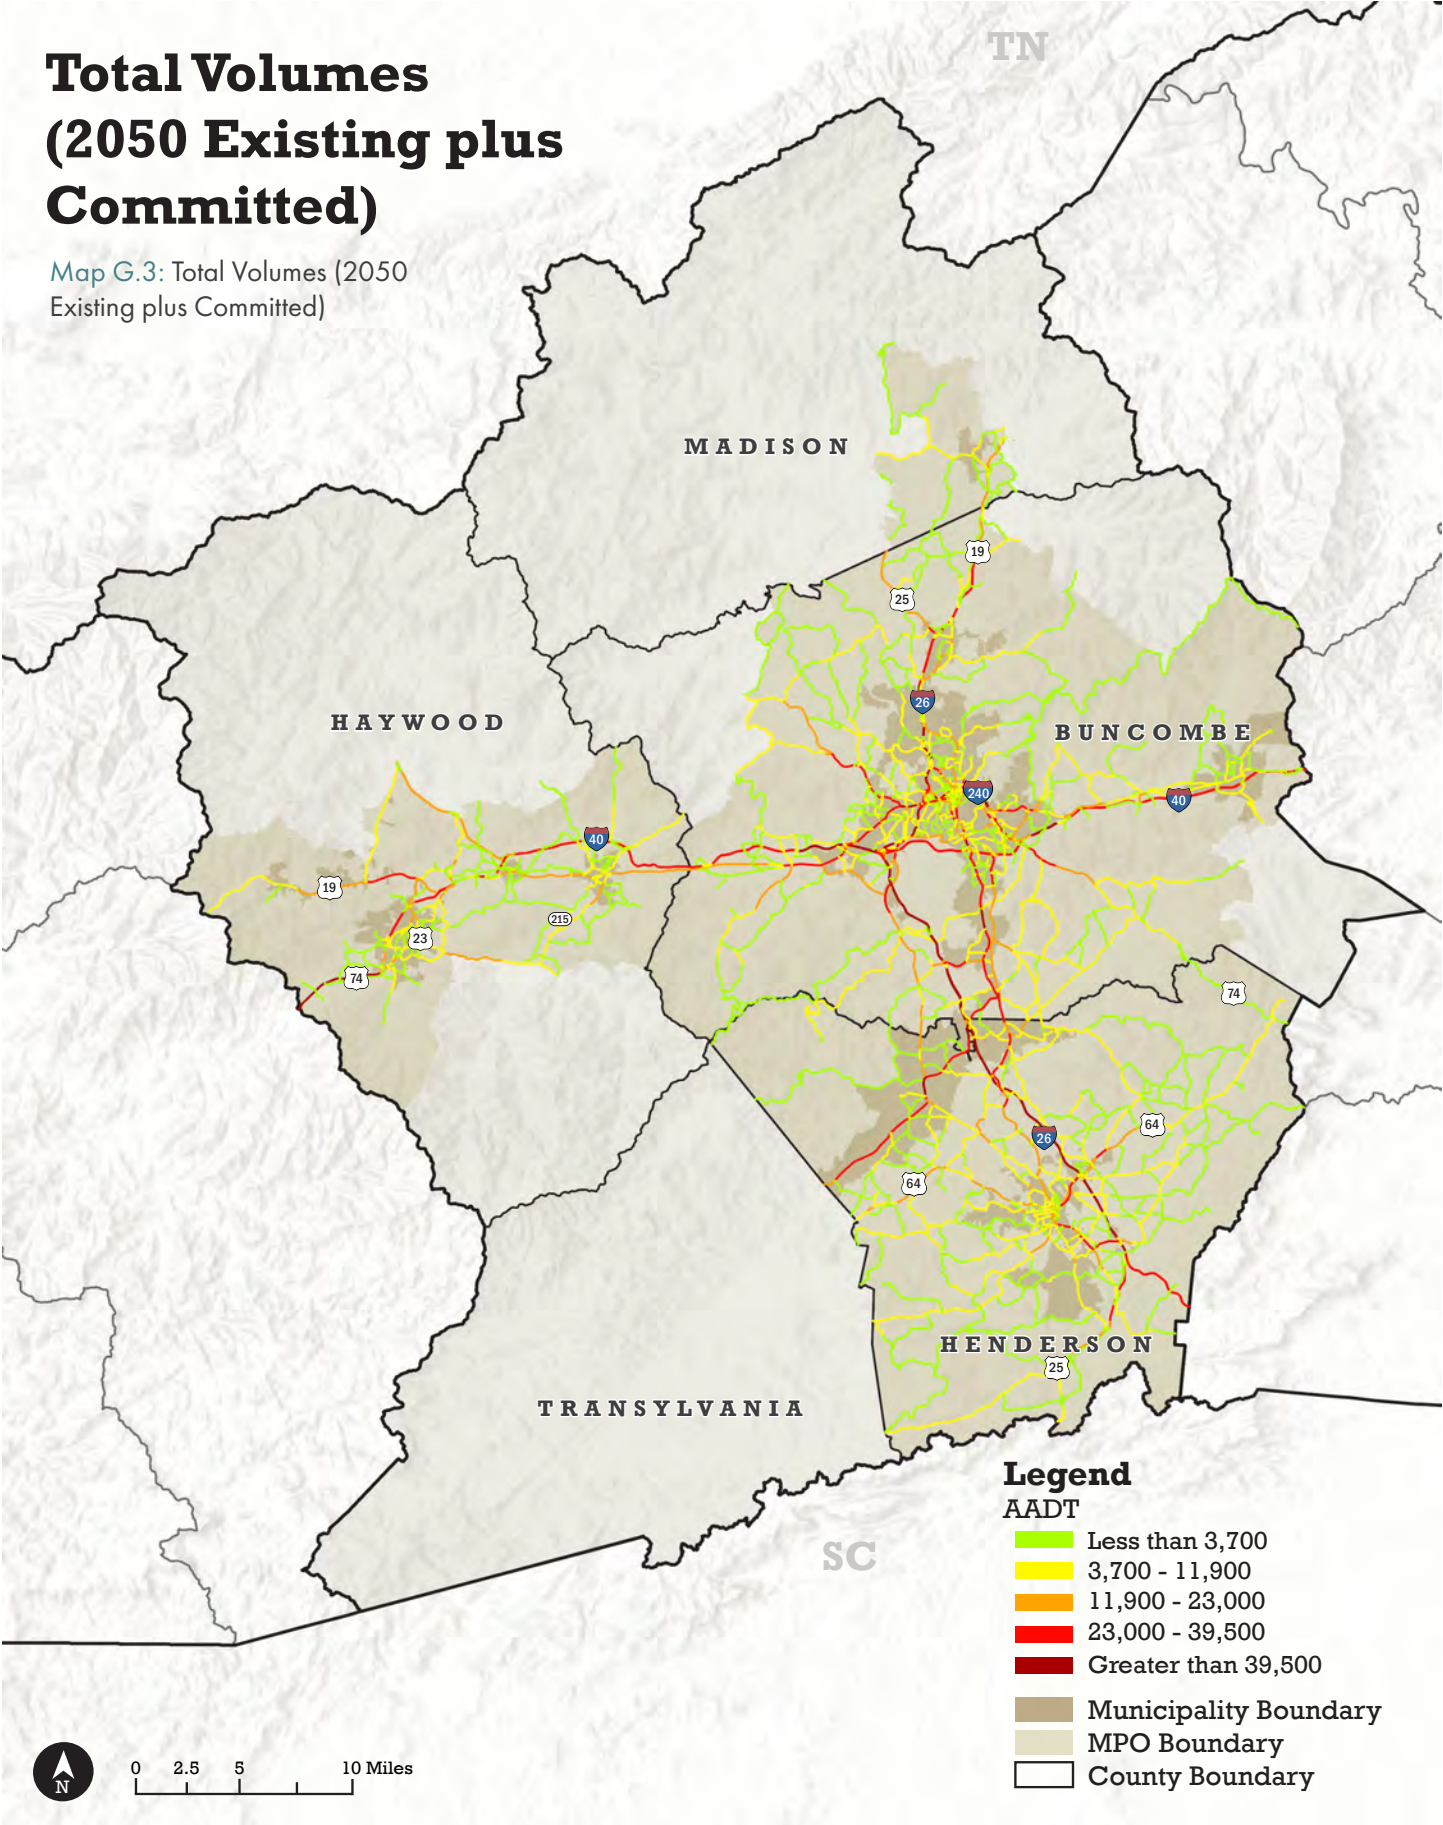 Total Volumes
(2050 Existing plus
Committed)
Map G.3: Total Volumes (2050
Existing plus Committed)
TN
MADISON
19
25
26
HAYWOOD
BUNCOMBE
240
40
40
19
215
23
74
74
64
26
64
HENDERSON
25
TRANSYLVANIA
SC
Legend
AADT
Less than 3,700
3,700 - 11,900
11,900 - 23,000
23,000 - 39,500
Greater than 39,500
Municipality Boundary
MPO Boundary
County Boundary
N
0 2.5 5 10 Miles